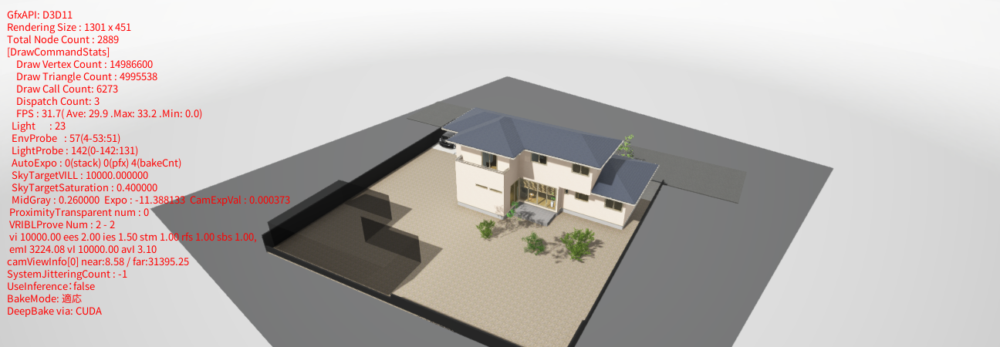 GfxAPI: D3D11
Rendering Size : 1301 x 451
Total Node Count : 2889
[DrawCommandStats]
Draw Vertex Count : 14986600
Draw Triangle Count : 4995538
Draw Call Count: 6273
Dispatch Count: 3
FPS : 31.7( Ave: 29.9 .Max: 33.2 .Min: 0.0)
Light : 23
EnvProbe : 57(4-53:51)
LightProbe : 142(0-142:131)
AutoExpo : 0(stack) 0(pfx) 4(bakeCnt)
SkyTargetVILL : 10000.000000
SkyTargetSaturation : 0.400000
MidGray : 0.260000 Expo : -11.388133 CamExpVal : 0.000373
ProximityTransparent num : 0
VRIBLProve Num : 2 - 2
vi 10000.00 ees 2.00 ies 1.50 stm 1.00 rfs 1.00 sbs 1.00,
emI 3224.08 vI 10000.00 avI 3.10
camViewInfo[0] near:8.58 / far:31395.25
SystemJitteringCount : -1
UseInference：false
BakeMode: 適応
DeepBake via: CUDA